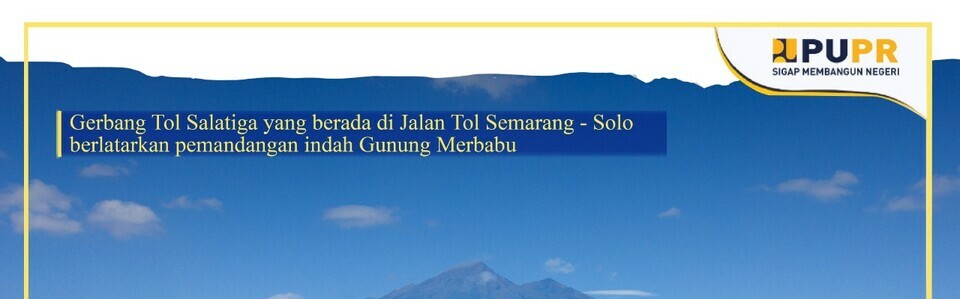 PUPR
SIGAP MEMBANGUN NEGERI
Gerbang Tol Salatiga yang berada di Jalan Tol Semarang - Solo
berlatarkan pemandangan indah Gunung Merbabu